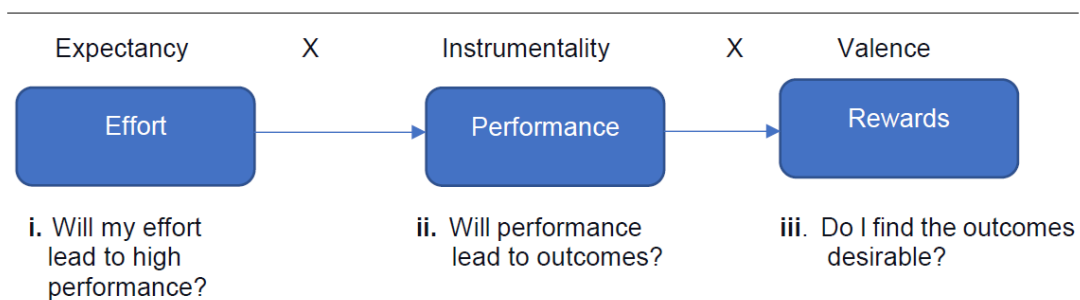 Expectancy X Instrumentality X Valence
Effort Performance Rewards
i. Will my effort
lead to high
performance?
ii. Will performance
lead to outcomes?
iii. Do I find the outcomes
desirable?